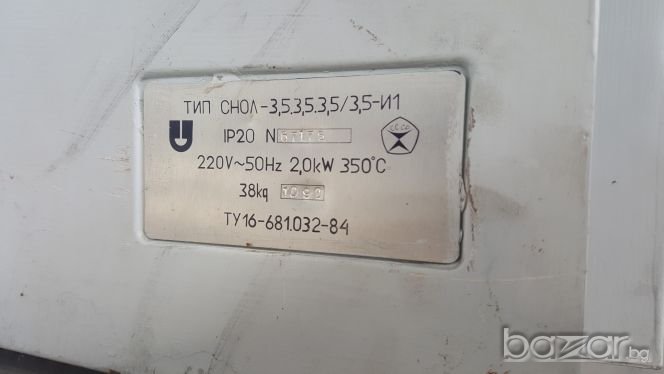 ТИП СНОЛ-3,5.3,5.3,5/3,5-И1
IP20 N
220V~50Hz 2,0kW 350°C
38kq
ТУ16-681.032-84
bazar.bg